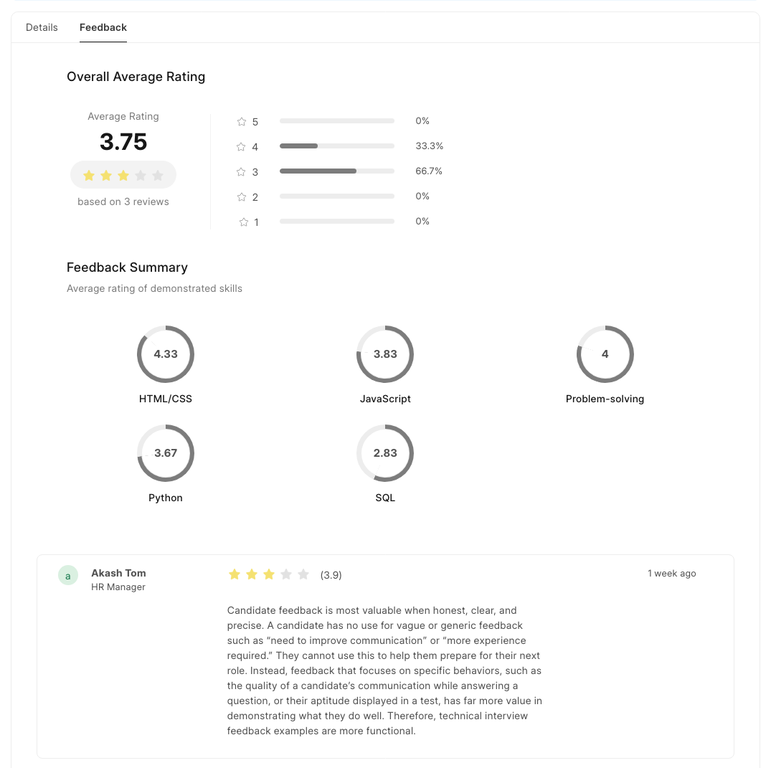 Details Feedback
Overall Average Rating
Average Rating
3.75
based on 3 reviews
5 0%
4 33.3%
3 66.7%
2 0%
1 0%
Feedback Summary
Average rating of demonstrated skills
4.33 3.83 4
HTML/CSS JavaScript Problem-solving
3.67 2.83
Python SQL
a Akash Tom (3.9) 1 week ago
HR Manager
Candidate feedback is most valuable when honest, clear, and
precise. A candidate has no use for vague or generic feedback
such as “need to improve communication” or “more experience
required.” They cannot use this to help them prepare for their next
role. Instead, feedback that focuses on specific behaviors, such as
the quality of a candidate’s communication while answering a
question, or their aptitude displayed in a test, has far more value in
demonstrating what they do well. Therefore, technical interview
feedback examples are more functional.